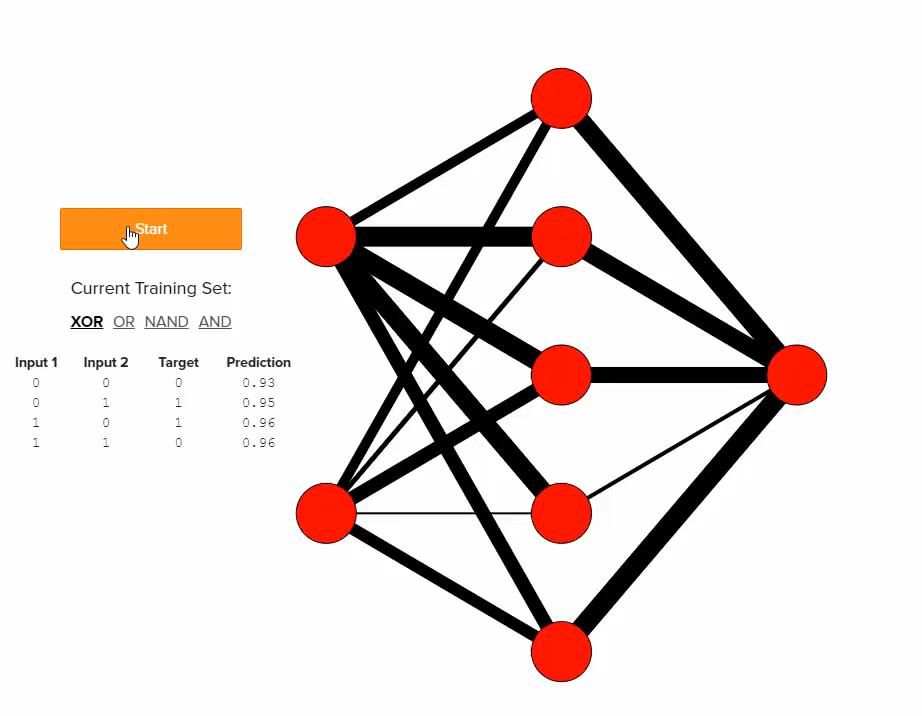 Start
Current Training Set:
XOR OR NAND AND
Input 1 Input 2 Target Prediction
0 0 0 0.93
0 1 1 0.95
1 0 1 0.96
1 1 0 0.96